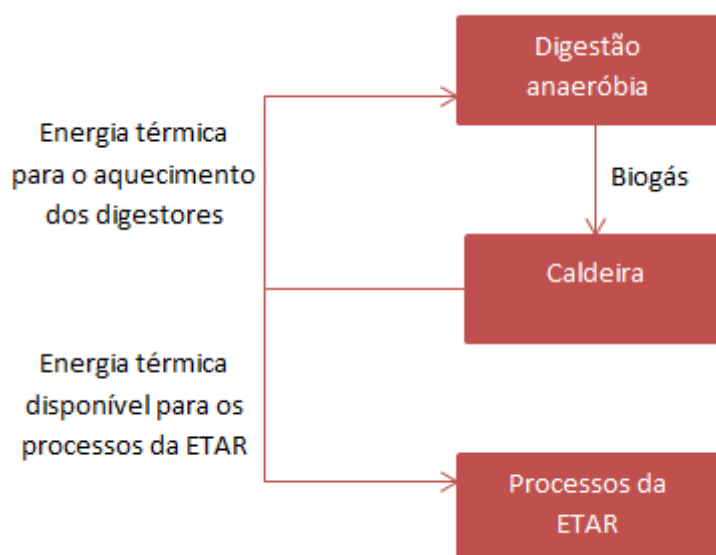 Digestão
anaeróbia
Energia térmica
para o aquecimento
dos digestores
Biogás
Caldeira
Energia térmica
disponível para os
processos da ETAR
Processos da
ETAR